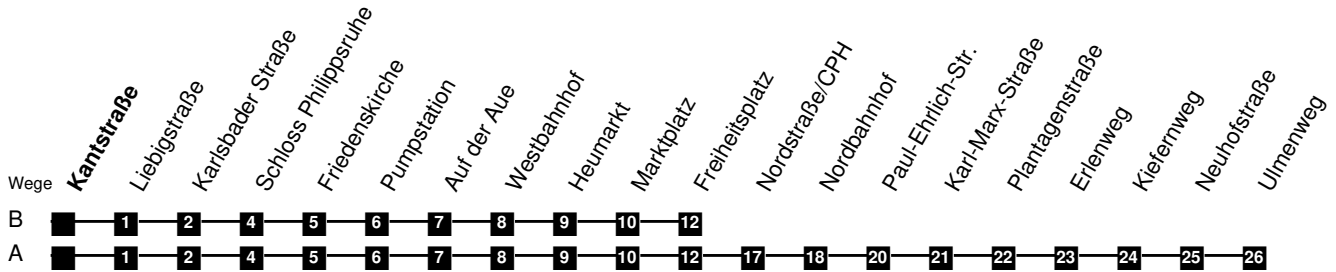 Wege
Kantstraße
Liebigstraße
Karlsbader Straße
Schloss Philippsruhe
Friedenskirche
Pumpstation
Auf der Aue
Westbahnhof
Heumarkt
Marktplatz
Freiheitsplatz
Nordstraße/CPH
Nordbahnhof
Paul-Ehrlich-Str.
Karl-Marx-Straße
Plantagenstraße
Erlenweg
Kiefernweg
Neuhofstraße
Ulmenweg
B 1 2 4 5 6 7 8 9 10 12
A 1 2 4 5 6 7 8 9 10 12 17 18 20 21 22 23 24 25 26